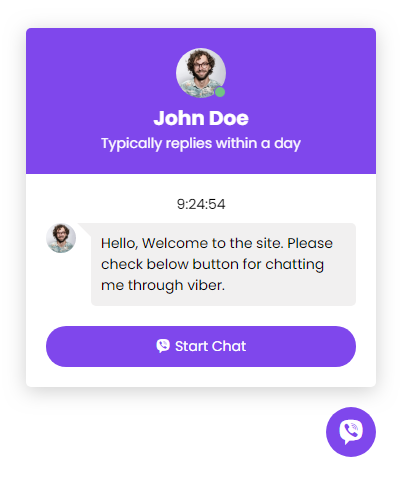 John Doe
Typically replies within a day
9:24:54
Hello, Welcome to the site. Please
check below button for chatting
me through viber.
Start Chat